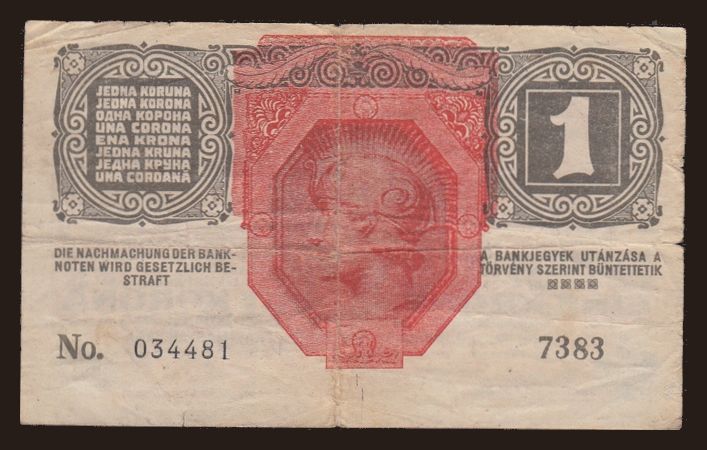 JEDNA KORUNA
JEDNA KORONA
ОДНА КОРОНА
UNA CORONA
ENA KRONA
JEDNA KRUNA
ЈЕДНА КРУНА
UNA COROANĂ
1
DIE NACHMACHUNG DER BANK-
NOTEN WIRD GESETZLICH BE-
STRAFT
A BANKJEGYEK UTÁNZÁSA A
TÖRVÉNY SZERINT BÜNTETTETIK
No. 034481
7383